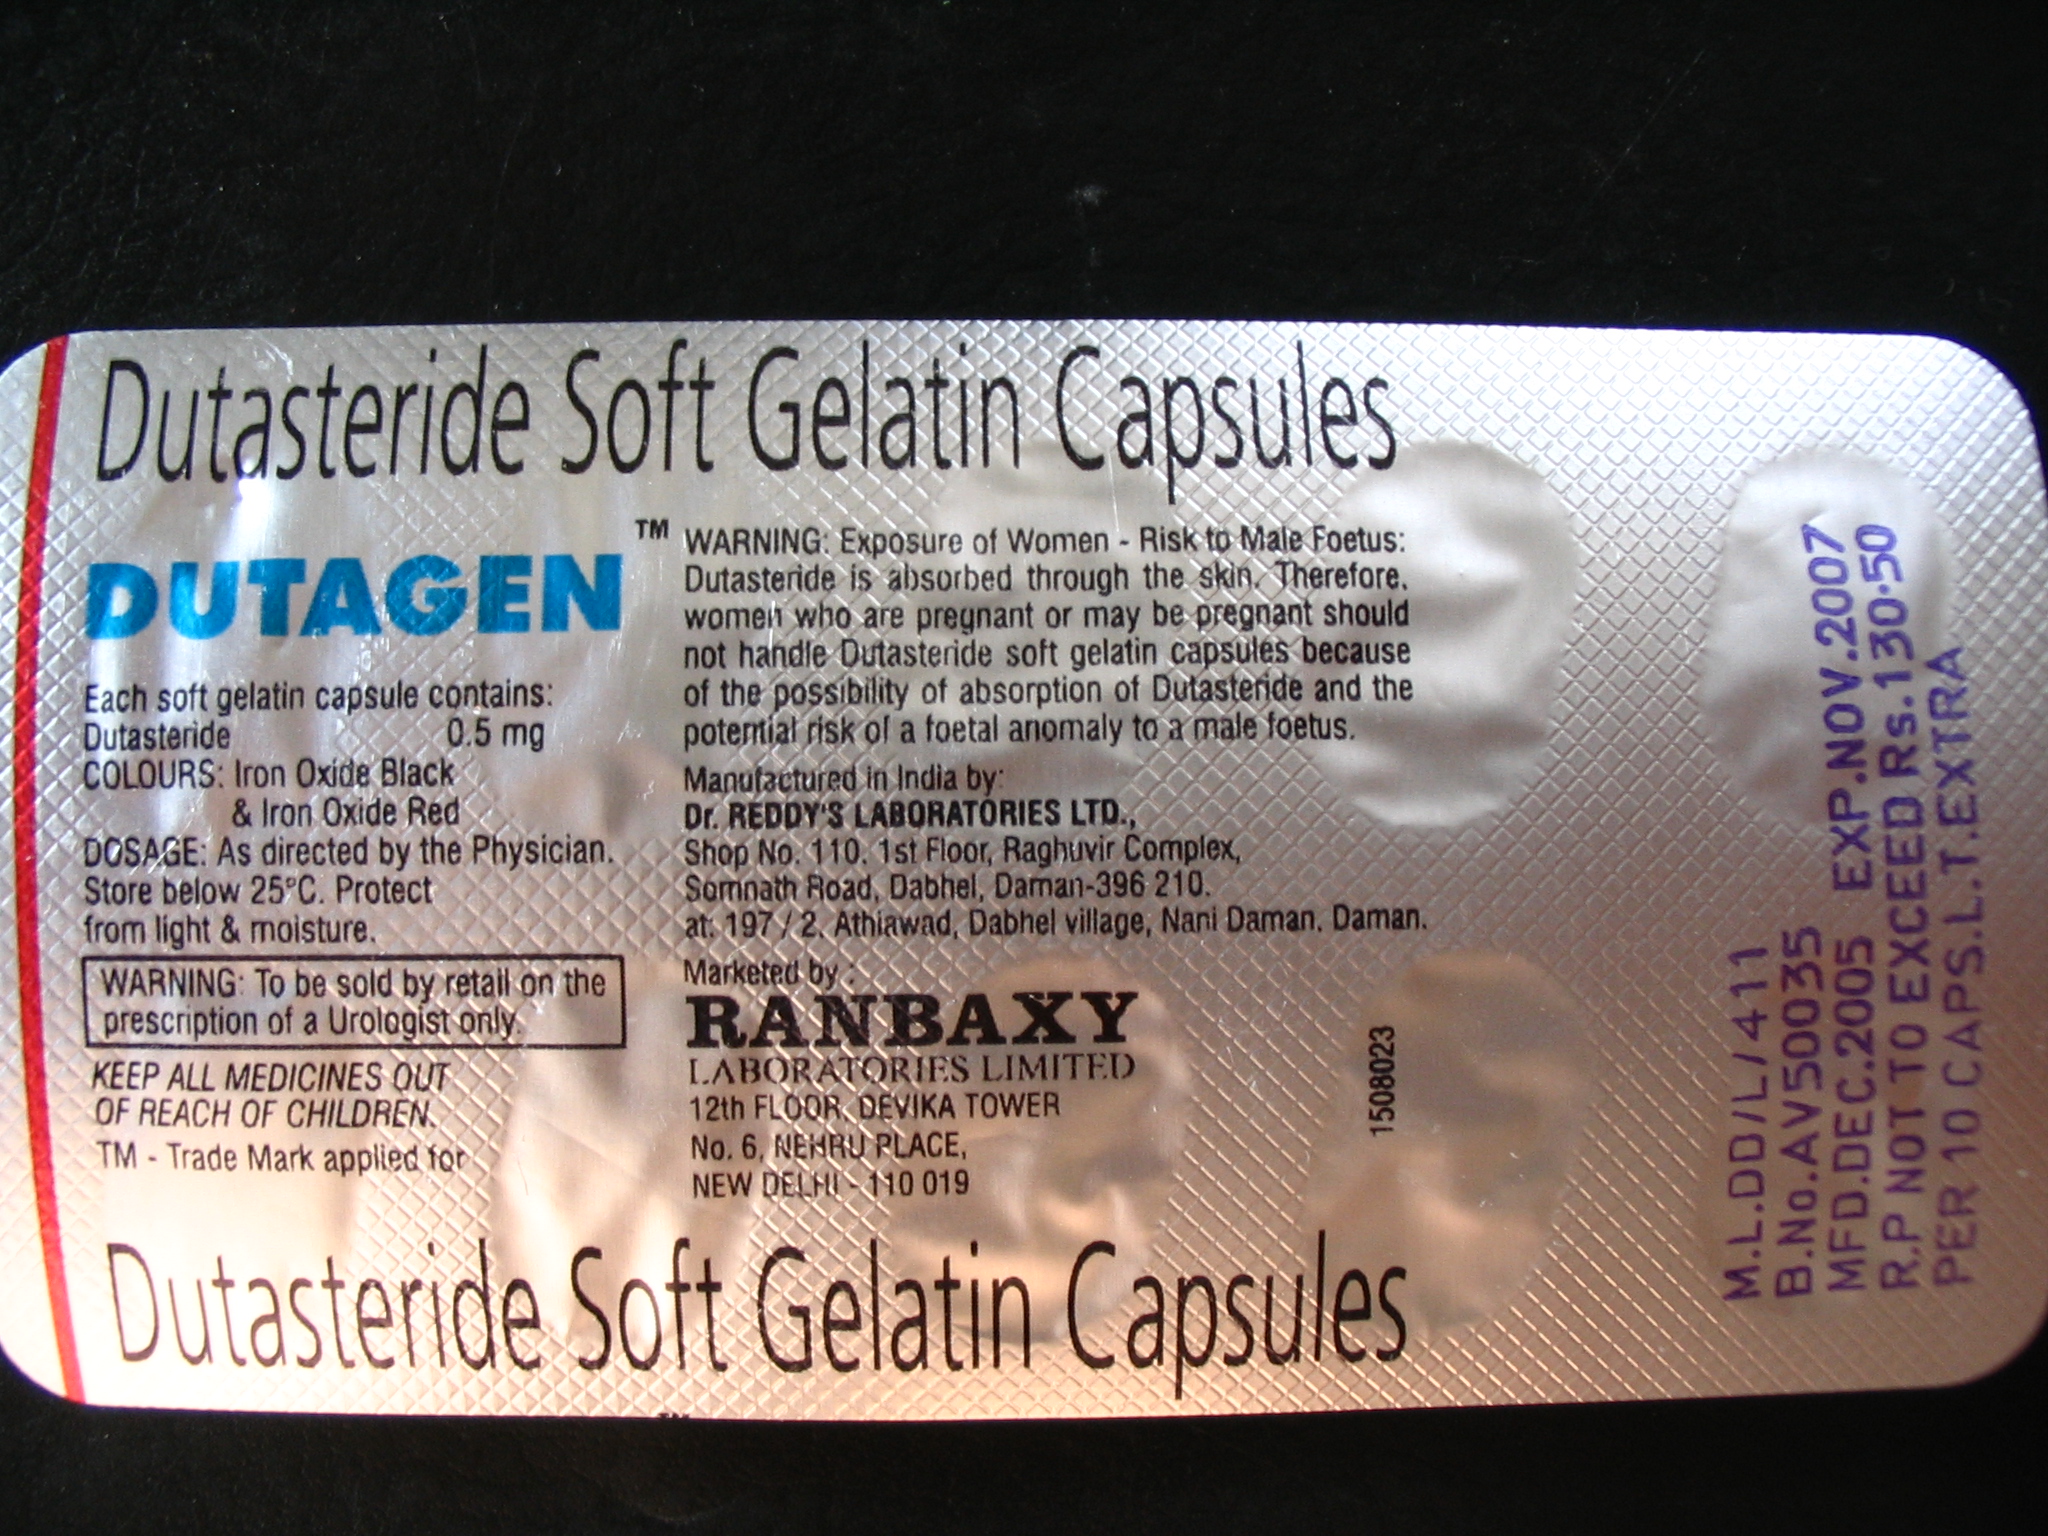 Dutasteride Soft Gelatin Capsules
DUTAGEN™
Each soft gelatin capsule contains:
Dutasteride 0.5 mg
COLOURS: Iron Oxide Black
& Iron Oxide Red
DOSAGE: As directed by the Physician.
Store below 25°C. Protect
from light & moisture.
WARNING: To be sold by retail on the
prescription of a Urologist only.
KEEP ALL MEDICINES OUT
OF REACH OF CHILDREN.
TM - Trade Mark applied for
WARNING: Exposure of Women - Risk to Male Foetus:
Dutasteride is absorbed through the skin. Therefore,
women who are pregnant or may be pregnant should
not handle Dutasteride soft gelatin capsules because
of the possibility of absorption of Dutasteride and the
potential risk of a foetal anomaly to a male foetus.
Manufactured in India by:
Dr. REDDY'S LABORATORIES LTD.,
Shop No. 110, 1st Floor, Raghuvir Complex,
Somnath Road, Dabhel, Daman-396 210.
at: 197 / 2, Athiawad, Dabhel village, Nani Daman, Daman.
Marketed by :
RANBAXY
LABORATORIES LIMITED
12th FLOOR, DEVIKA TOWER
No. 6, NEHRU PLACE,
NEW DELHI - 110 019
1508023
M.L.DD/L/411
B.No.AV50035
MFD.DEC.2005 EXP.NOV.2007
R.P NOT TO EXCEED Rs.130.50
PER 10 CAPS.L.T.EXTRA
Dutasteride Soft Gelatin Capsules
TM